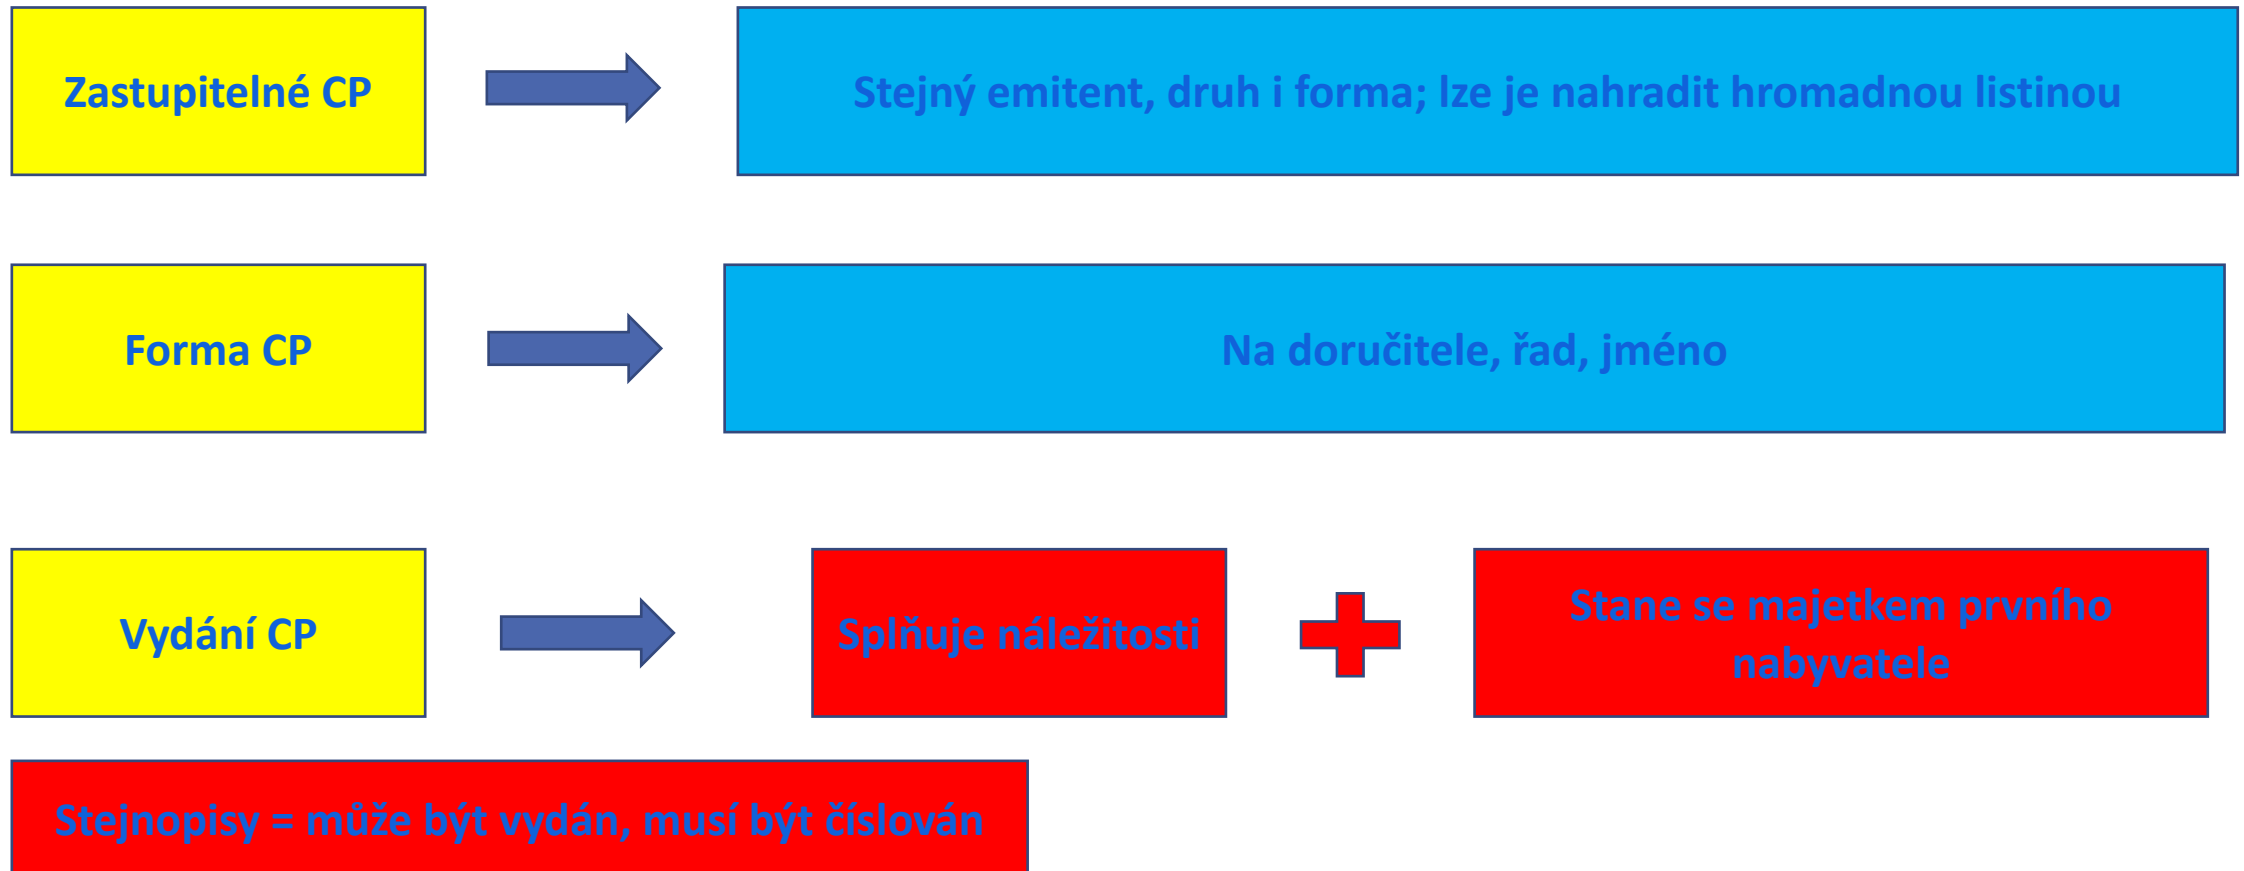 Zastupitelné CP
Stejný emitent, druh i forma; lze je nahradit hromadnou listinou
Forma CP
Na doručitele, řad, jméno
Vydání CP
Splňuje náležitosti
Stane se majetkem prvního
nabyvatele
Stejnopisy = může být vydán, musí být číslován